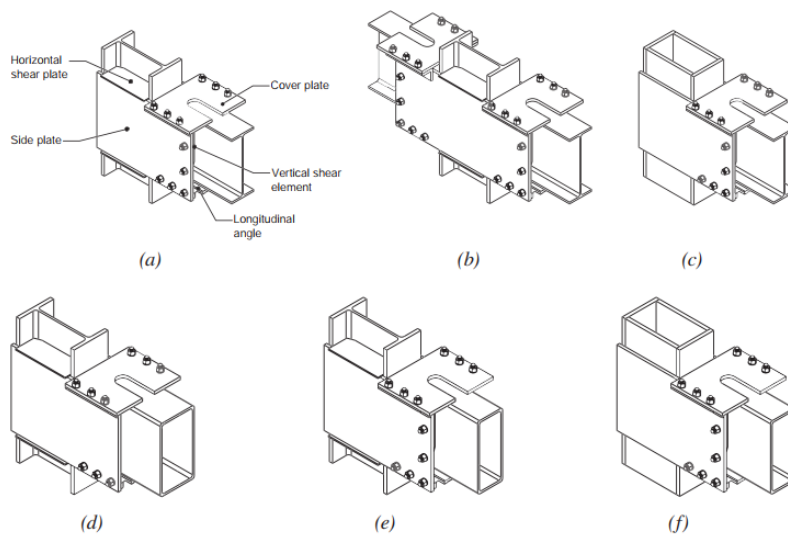 Horizontal
shear plate
Cover plate
Side plate
Vertical shear
element
Longitudinal
angle
(a)
(b)
(c)
(d)
(e)
(f)